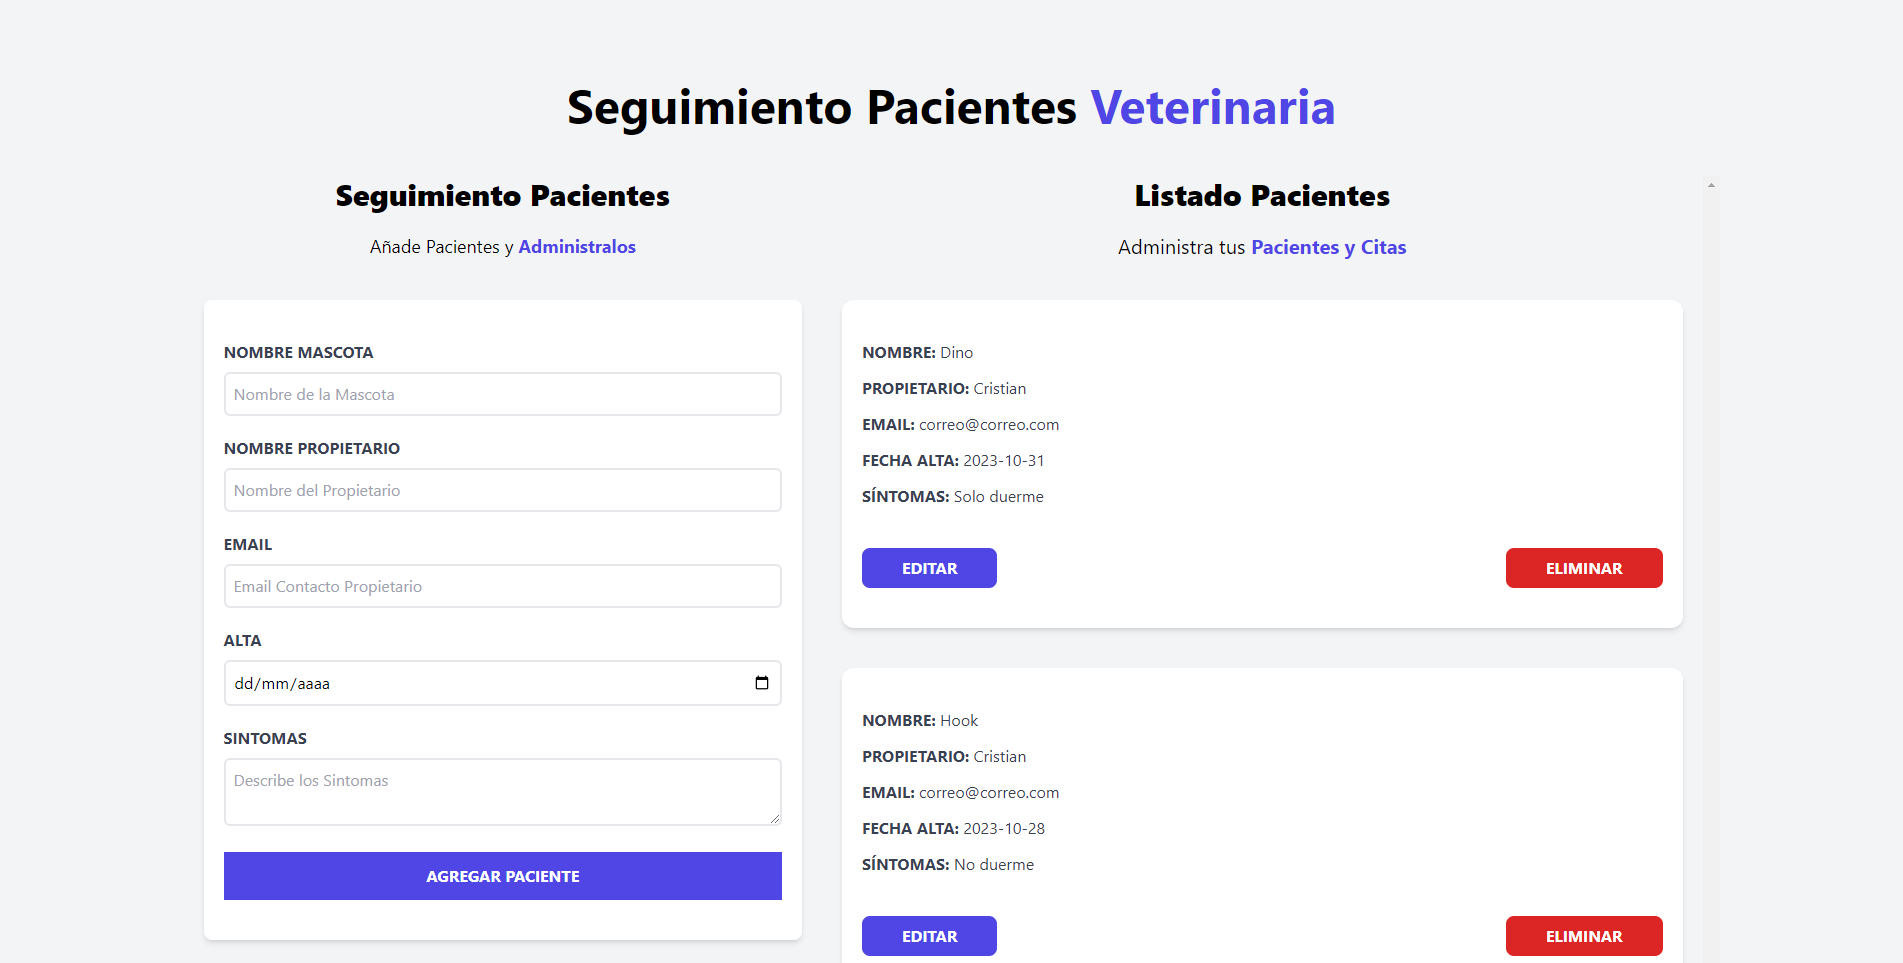 Seguimiento Pacientes Veterinaria
Seguimiento Pacientes
Añade Pacientes y Administralos
NOMBRE MASCOTA
Nombre de la Mascota
NOMBRE PROPIETARIO
Nombre del Propietario
EMAIL
Email Contacto Propietario
ALTA
dd/mm/aaaa
SINTOMAS
Describe los Sintomas
AGREGAR PACIENTE
Listado Pacientes
Administra tus Pacientes y Citas
NOMBRE: Dino
PROPIETARIO: Cristian
EMAIL: correo@correo.com
FECHA ALTA: 2023-10-31
SÍNTOMAS: Solo duerme
EDITAR
ELIMINAR
NOMBRE: Hook
PROPIETARIO: Cristian
EMAIL: correo@correo.com
FECHA ALTA: 2023-10-28
SÍNTOMAS: No duerme
EDITAR
ELIMINAR